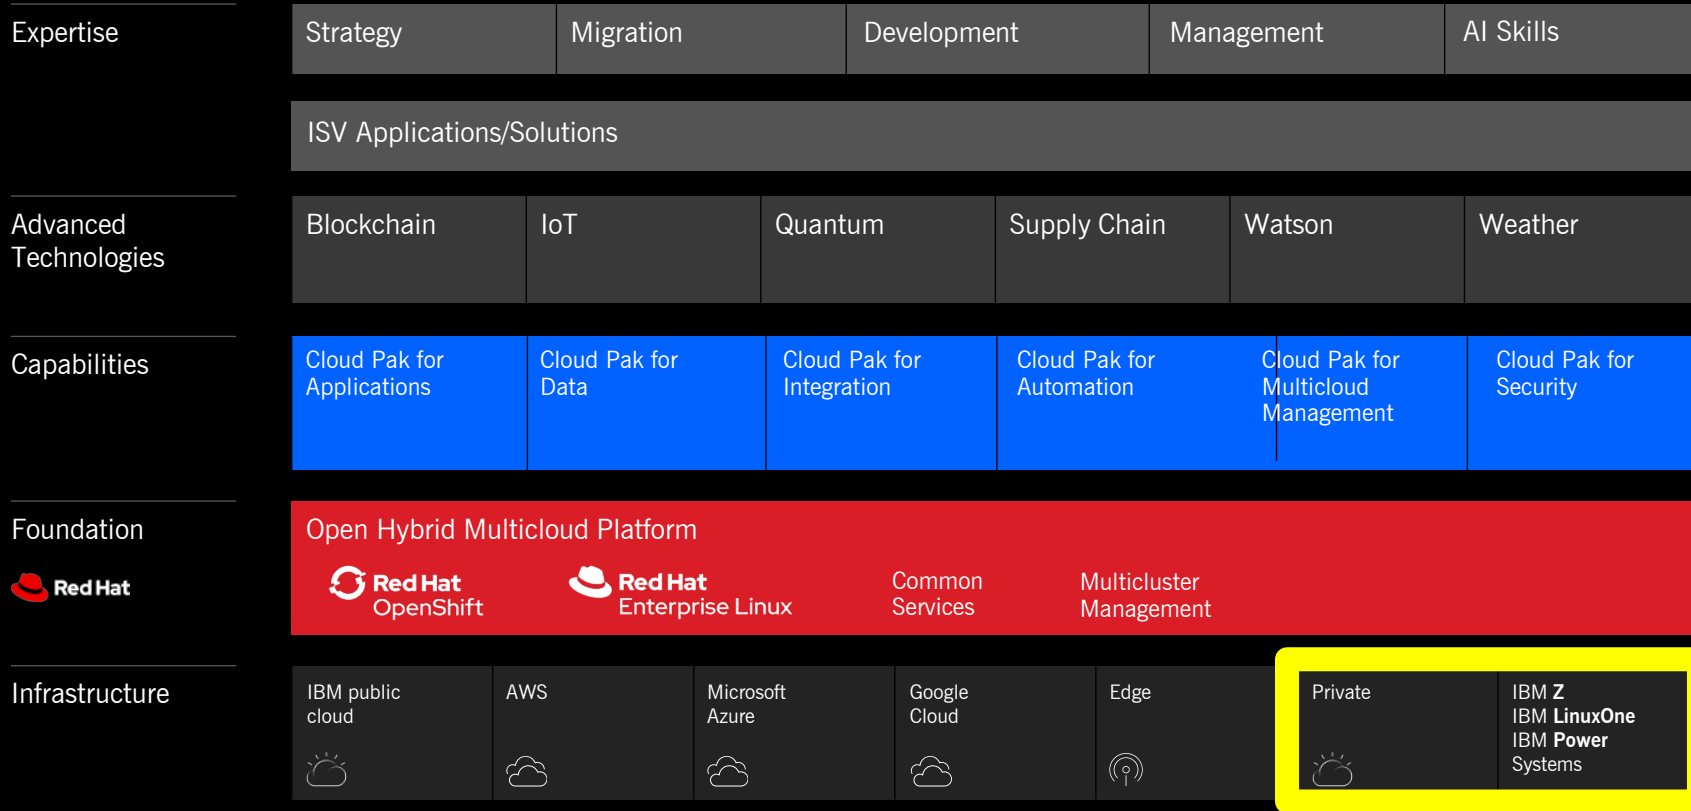 Expertise
Strategy
Migration
Development
Management
AI Skills
ISV Applications/Solutions
Advanced
Technologies
Blockchain
IoT
Quantum
Supply Chain
Watson
Weather
Capabilities
Cloud Pak for
Applications
Cloud Pak for
Data
Cloud Pak for
Integration
Cloud Pak for
Automation
Cloud Pak for
Multicloud
Management
Cloud Pak for
Security
Foundation
Red Hat
Open Hybrid Multicloud Platform
Red Hat
OpenShift
Red Hat
Enterprise Linux
Common
Services
Multicluster
Management
Infrastructure
IBM public
cloud
AWS
Microsoft
Azure
Google
Cloud
Edge
Private
IBM Z
IBM LinuxOne
IBM Power
Systems